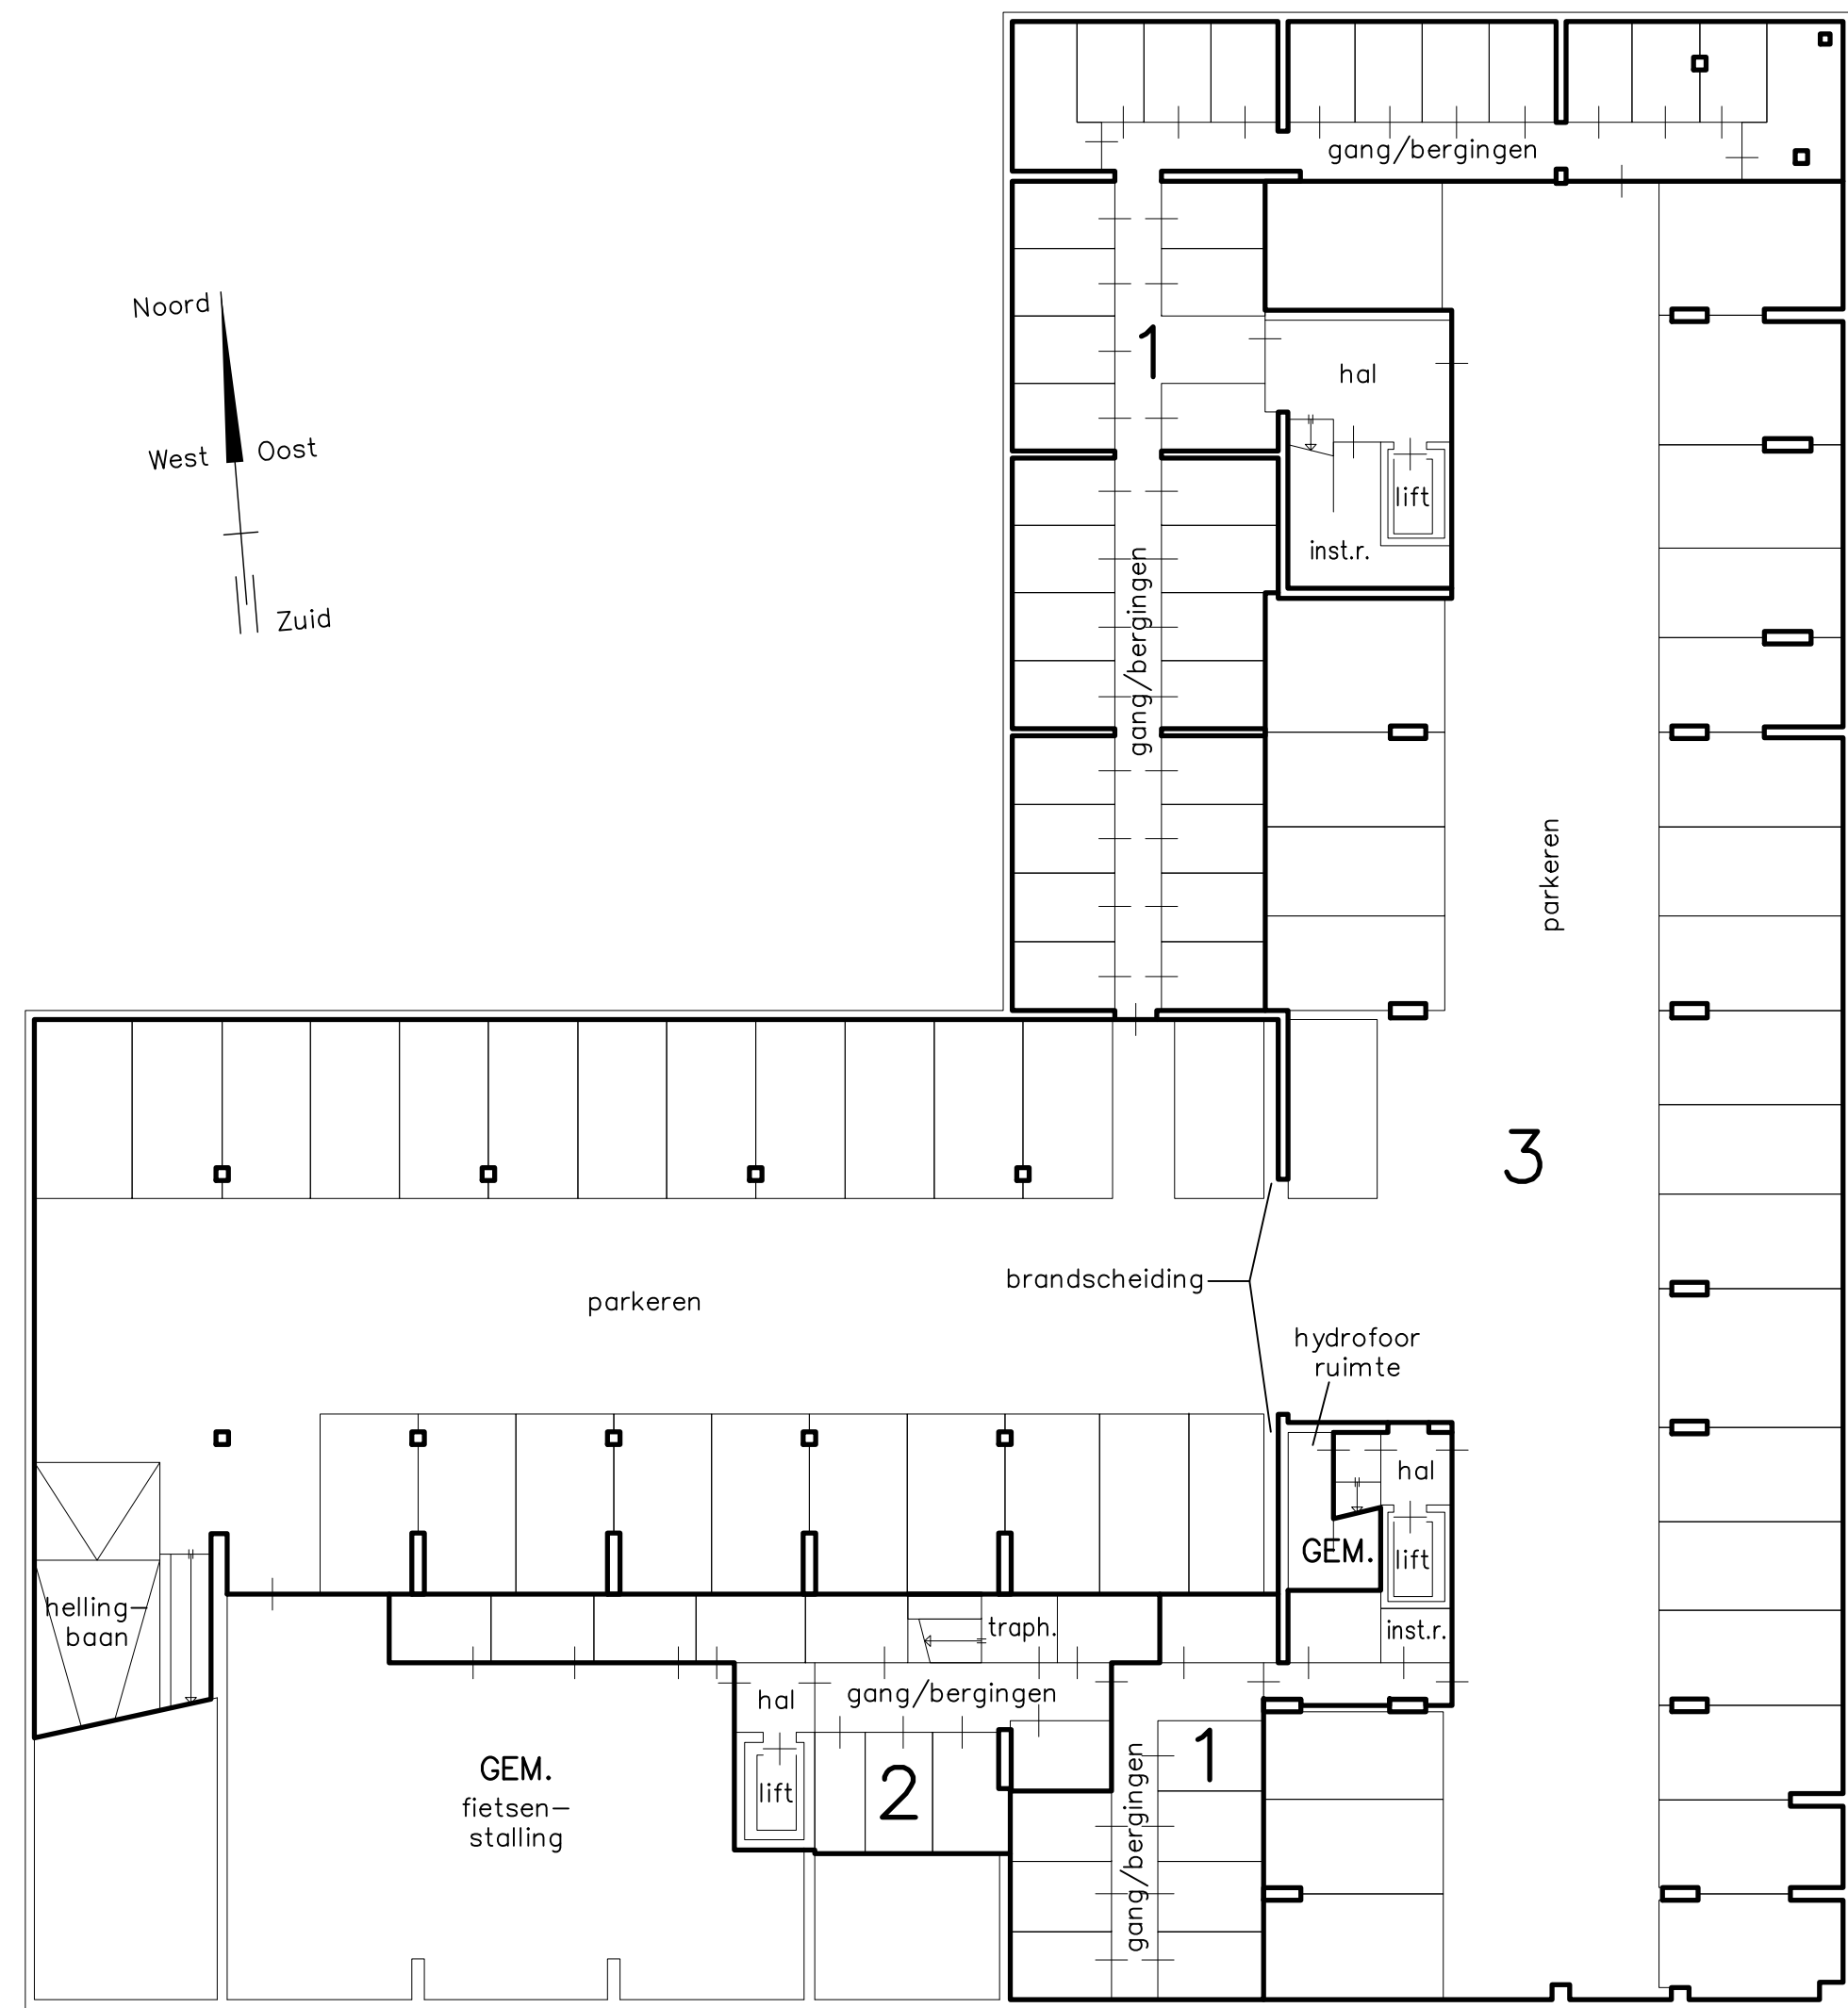 gang/bergingen
Noord
West Oost
Zuid
1
hal
lift
inst.r.
gang/bergingen
parkeren
3
brandscheiding
parkeren
hydrofoor
ruimte
hal
GEM.
lift
inst.r.
helling-
baan
traph.
hal
gang/bergingen
lift
2
1
gang/bergingen
GEM.
fietsen-
stalling